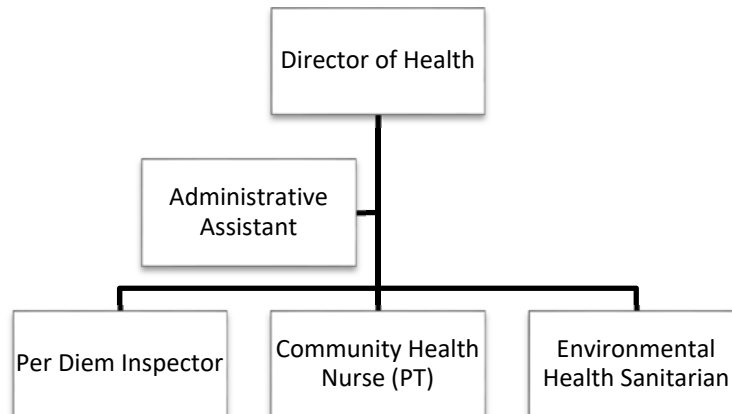 Director of Health
Administrative
Assistant
Per Diem Inspector
Community Health
Nurse (PT)
Environmental
Health Sanitarian